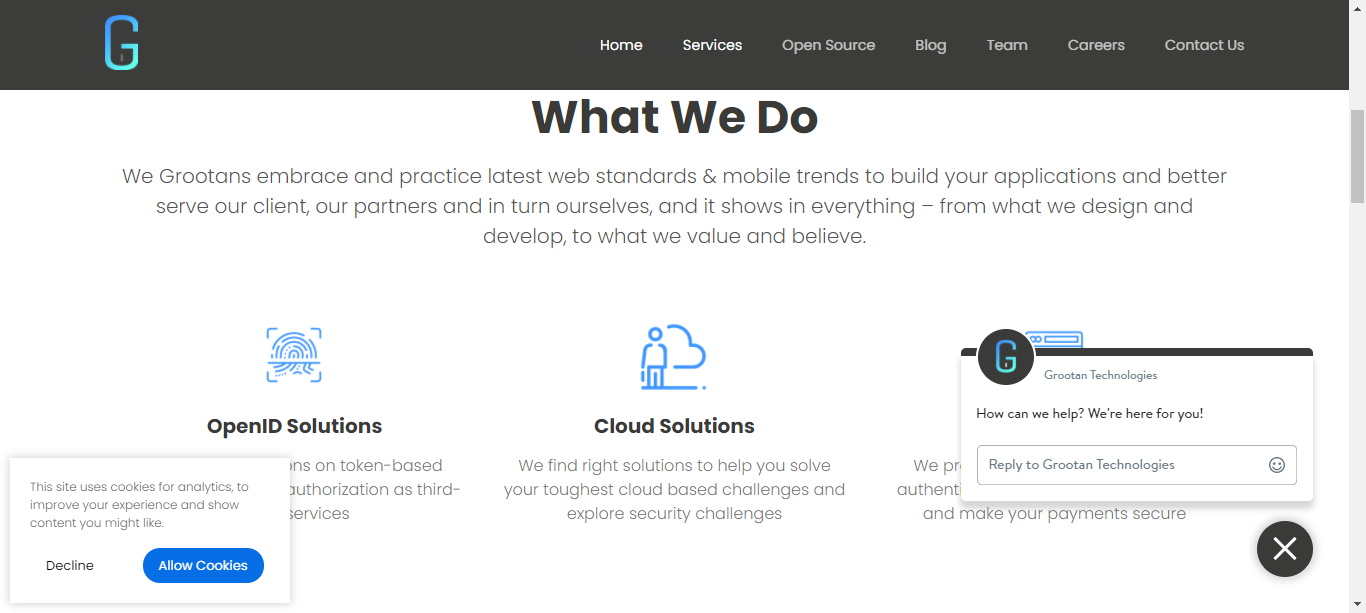 G
Home Services Open Source Blog Team Careers Contact Us
What We Do
We Grootans embrace and practice latest web standards & mobile trends to build your applications and better
serve our client, our partners and in turn ourselves, and it shows in everything – from what we design and
develop, to what we value and believe.
OpenID Solutions
ons on token-based
authorization as third-
services
Cloud Solutions
We find right solutions to help you solve
your toughest cloud based challenges and
explore security challenges
We pr
authenti
and make your payments secure
G
Grootan Technologies
How can we help? We're here for you!
Reply to Grootan Technologies
This site uses cookies for analytics, to
improve your experience and show
content you might like.
Decline Allow Cookies